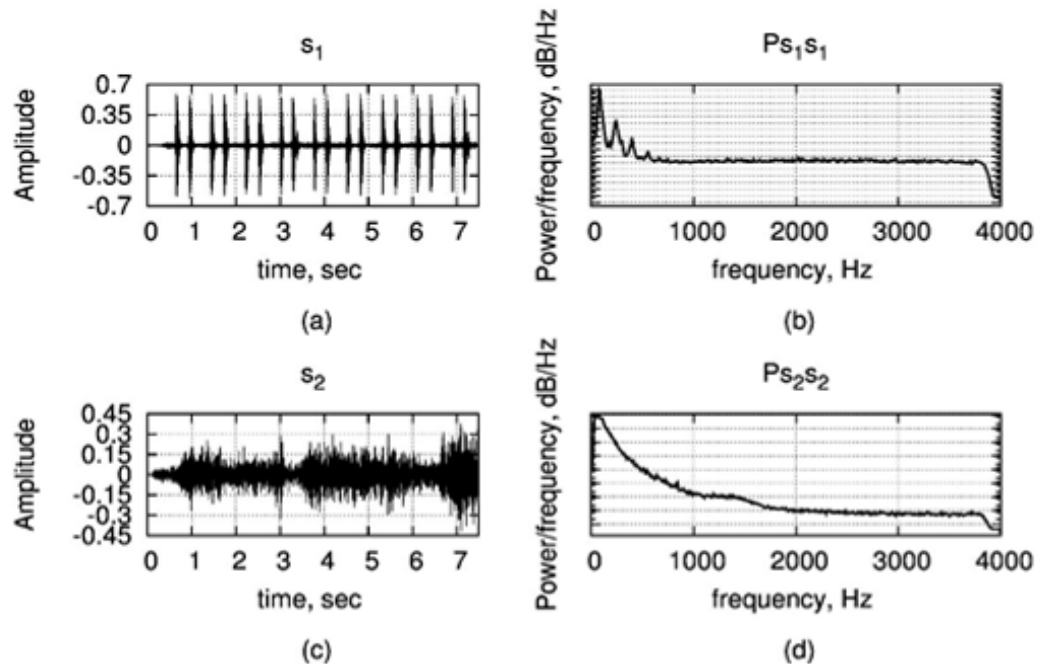 s1
Amplitude
0.7
0.35
0
-0.35
-0.7
0 1 2 3 4 5 6 7
time, sec
(a)
Ps1s1
Power/frequency, dB/Hz
0 1000 2000 3000 4000
frequency, Hz
(b)
s2
Amplitude
0.45
0.3
0.15
0
-0.15
-0.3
-0.45
0 1 2 3 4 5 6 7
time, sec
(c)
Ps2s2
Power/frequency, dB/Hz
0 1000 2000 3000 4000
frequency, Hz
(d)